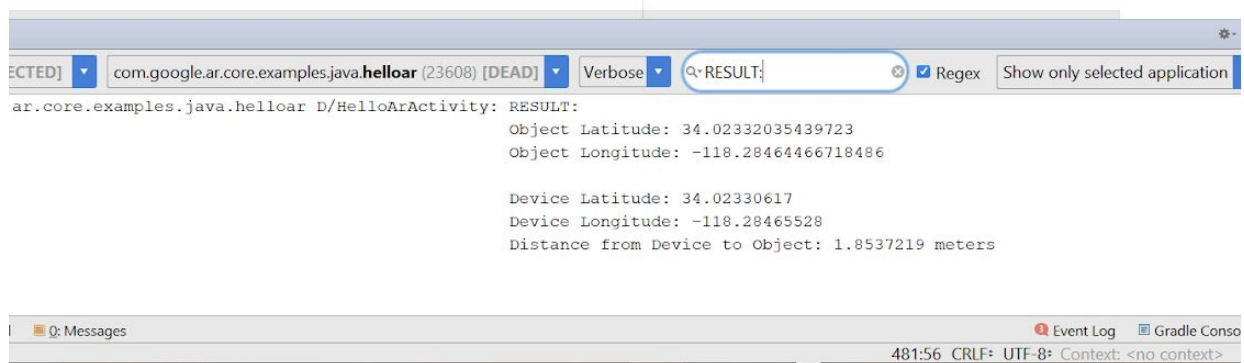 ECTED] com.google.ar.core.examples.java.helloar (23608) [DEAD] Verbose RESULT: Regex Show only selected application
ar.core.examples.java.helloar D/HelloArActivity: RESULT:
Object Latitude: 34.02332035439723
Object Longitude: -118.28464466718486
Device Latitude: 34.02330617
Device Longitude: -118.28465528
Distance from Device to Object: 1.8537219 meters
0: Messages 3 Event Log Gradle Conso
481:56 CRLF UTF-8 Context: <no context>